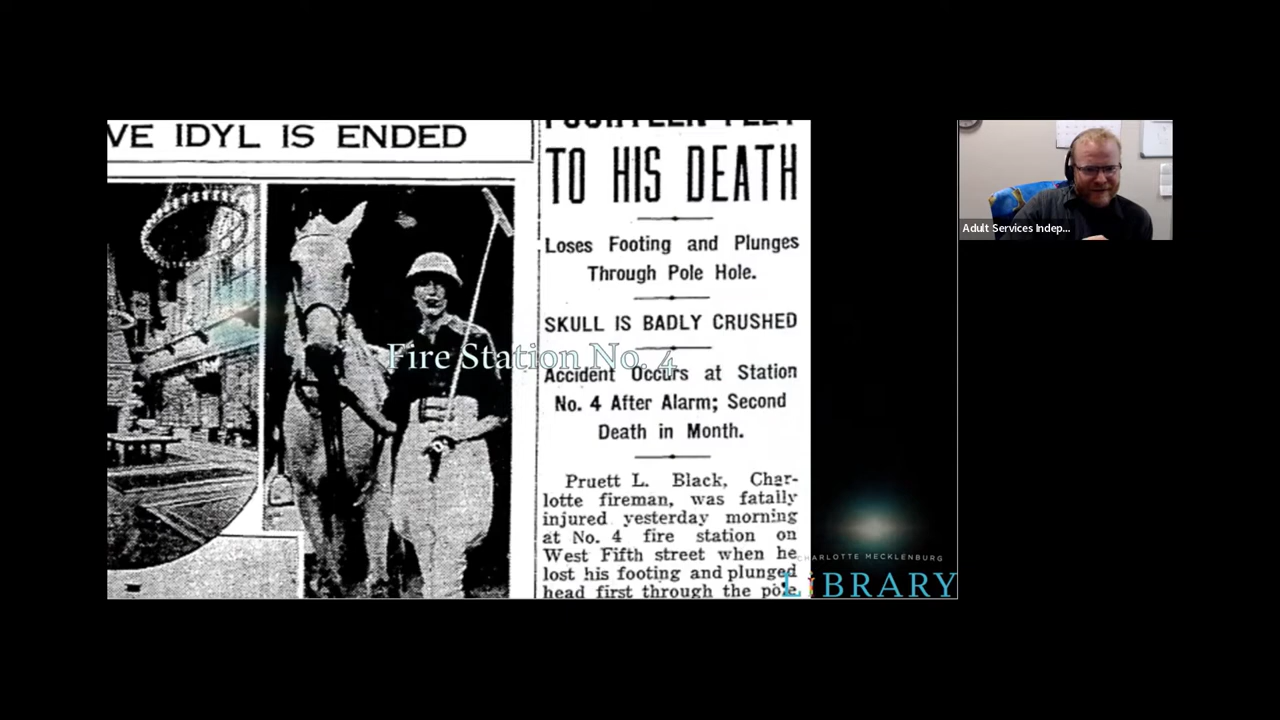 VE IDYL IS ENDED
FOURTEEN FEET
TO HIS DEATH
Loses Footing and Plunges
Through Pole Hole.
SKULL IS BADLY CRUSHED
Fire Station No. 4
Accident Occurs at Station
No. 4 After Alarm; Second
Death in Month.
Pruett L. Black, Char-
lotte fireman, was fatally
injured yesterday morning
at No. 4 fire station on
West Fifth street when he
lost his footing and plunged
head first through the pole
CHARLOTTE MECKLENBURG
LIBRARY
Adult Services Indep...